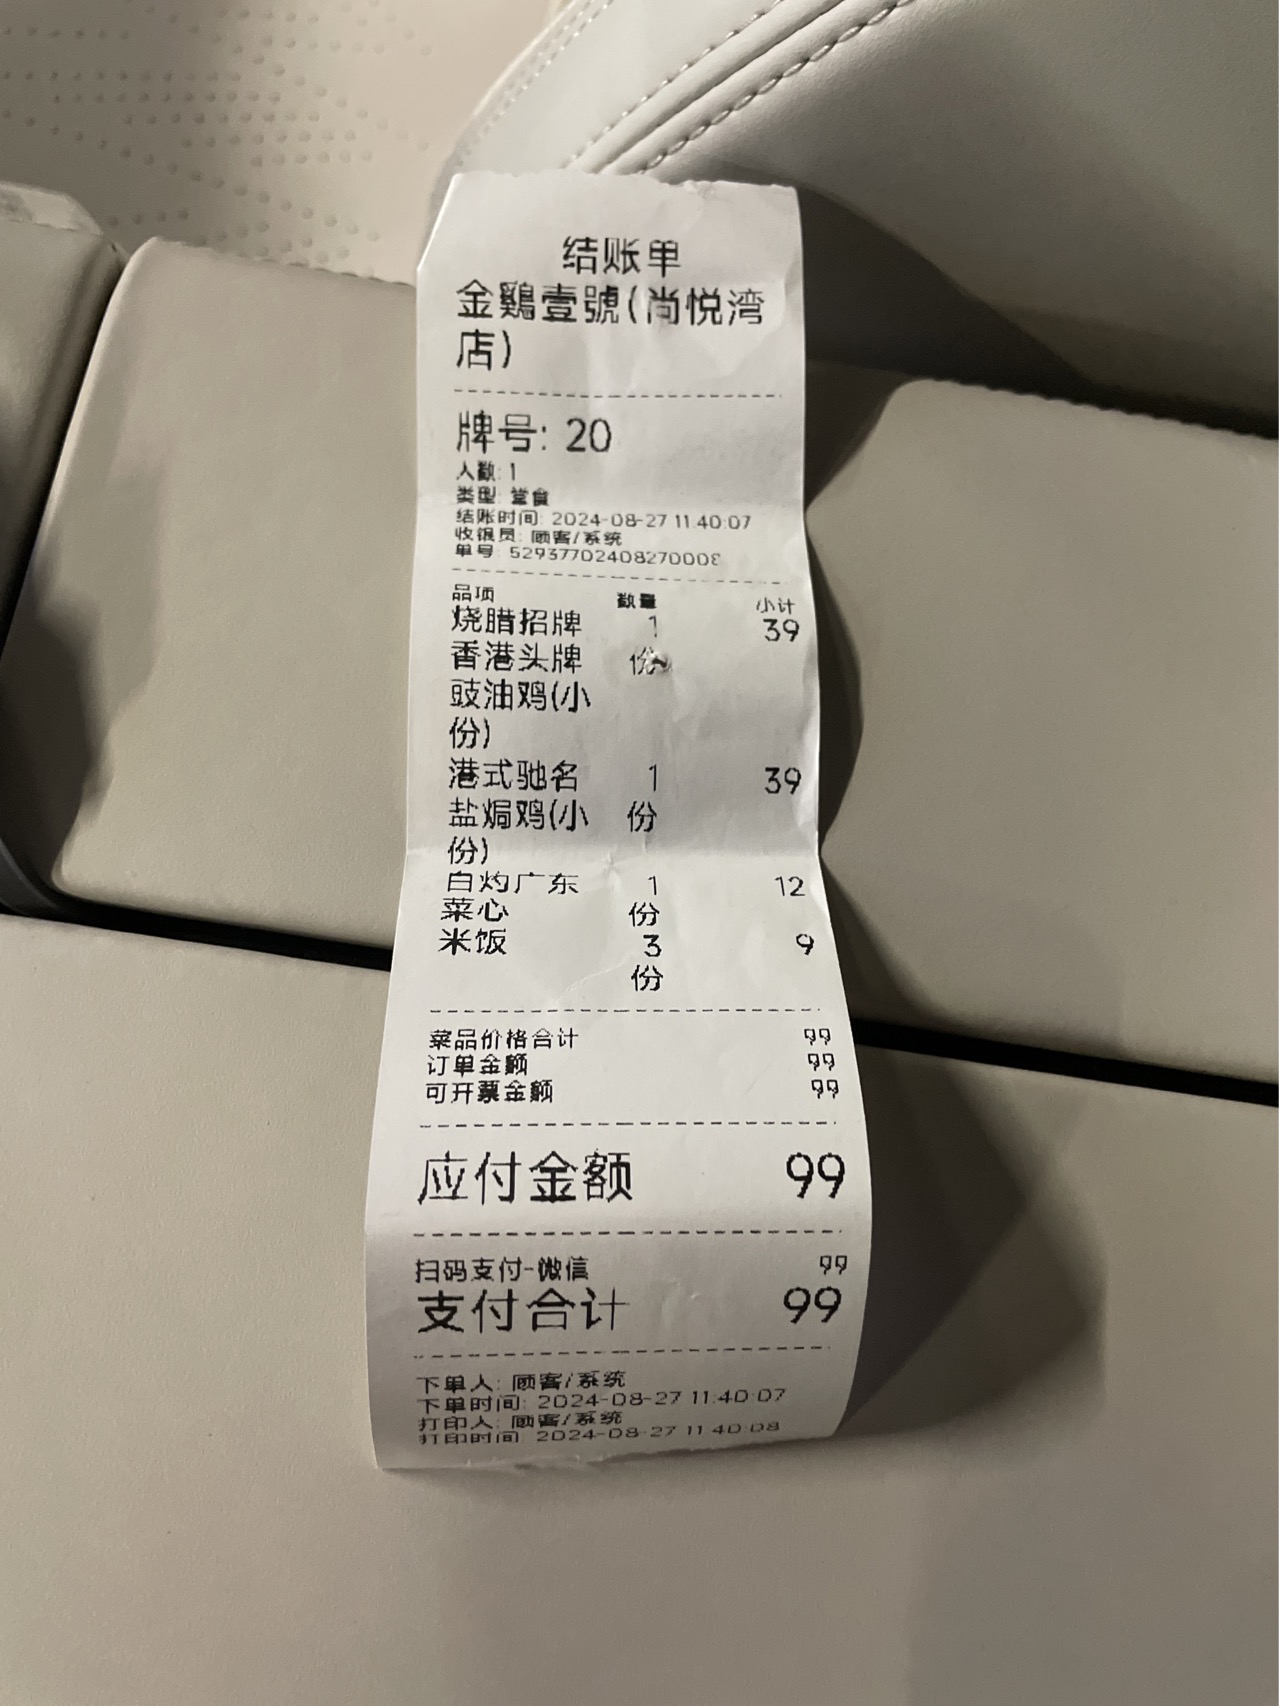 结账单
金鷄壹號(尚悦湾
店)
牌号: 20
人数: 1
类型: 堂食
结账时间: 2024-08-27 11:40:07
收银员: 顾客/系统
单号: 52937702408270008
品项 数量 小计
烧腊招牌 1 39
香港头牌 份
豉油鸡(小
份)
港式驰名 1 39
盐焗鸡(小 份
份)
白灼广东 1 12
菜心 份
米饭 3 9
份
菜品价格合计 99
订单金额 99
可开票金额 99
应付金额 99
扫码支付-微信 99
支付合计 99
下单人: 顾客/系统
下单时间: 2024-08-27 11:40:07
打印人: 顾客/系统
打印时间: 2024-08-27 11:40:08